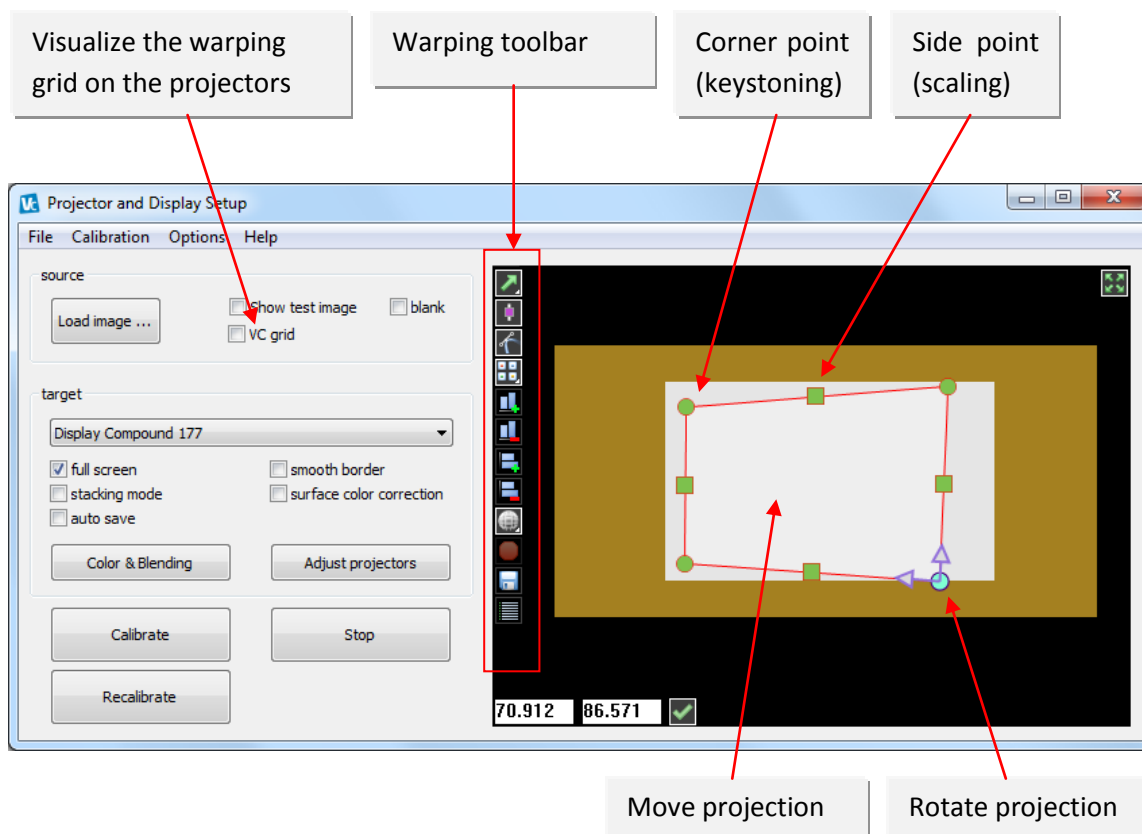 Visualize the warping
grid on the projectors
Warping toolbar
Corner point
(keystoning)
Side point
(scaling)
Vc Projector and Display Setup
File Calibration Options Help
source
Load image ...
Show test image
blank
VC grid
target
Display Compound 177
full screen
smooth border
stacking mode
surface color correction
auto save
Color & Blending
Adjust projectors
Calibrate
Stop
Recalibrate
70.912 86.571
Move projection
Rotate projection